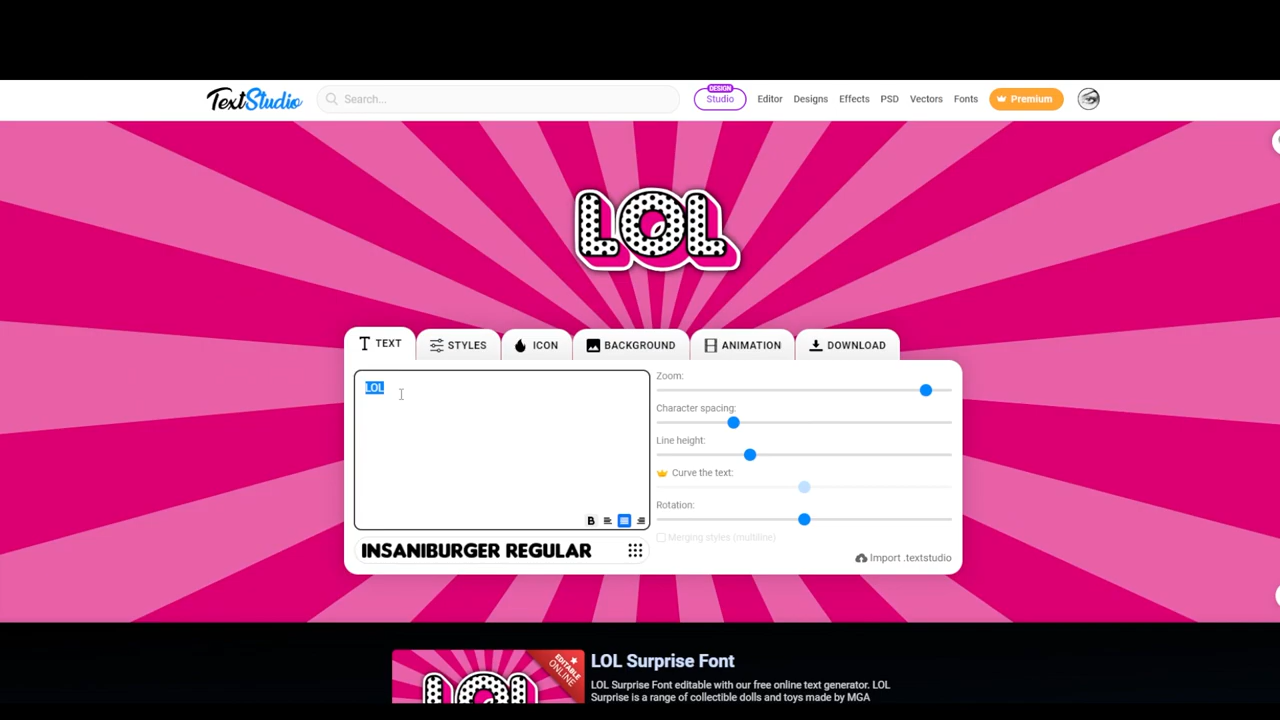 TextStudio
Search...
DESIGN
Studio
Editor
Designs
Effects
PSD
Vectors
Fonts
Premium
LOL
TEXT
STYLES
ICON
BACKGROUND
ANIMATION
DOWNLOAD
LOL
B
INSANIBURGER REGULAR
Zoom:
Character spacing:
Line height:
Curve the text:
Rotation:
Merging styles (multiline)
Import .textstudio
EDITABLE
ONLINE
LOL
LOL Surprise Font
LOL Surprise Font editable with our free online text generator. LOL
Surprise is a range of collectible dolls and toys made by MGA